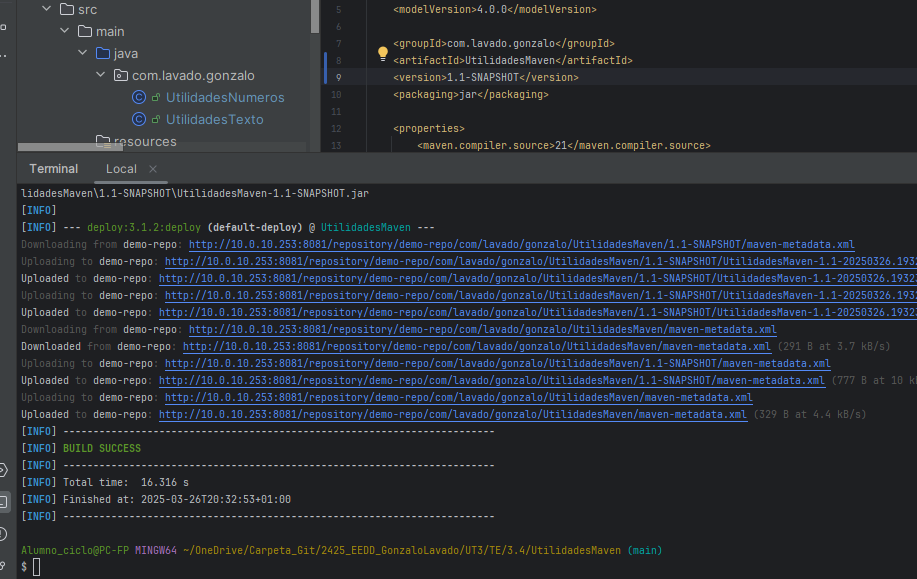 src
main
java
com.lavado.gonzalo
UtilidadesNumeros
UtilidadesTexto
resources
5 <modelVersion>4.0.0</modelVersion>
6
7 <groupId>com.lavado.gonzalo</groupId>
8 <artifactId>UtilidadesMaven</artifactId>
9 <version>1.1-SNAPSHOT</version>
10 <packaging>jar</packaging>
11
12 <properties>
13 <maven.compiler.source>21</maven.compiler.source>
Terminal Local
lidadesMaven\1.1-SNAPSHOT\UtilidadesMaven-1.1-SNAPSHOT.jar
[INFO]
[INFO] --- deploy:3.1.2:deploy (default-deploy) @ UtilidadesMaven ---
Downloading from demo-repo: http://10.0.10.253:8081/repository/demo-repo/com/lavado/gonzalo/UtilidadesMaven/1.1-SNAPSHOT/maven-metadata.xml
Uploading to demo-repo: http://10.0.10.253:8081/repository/demo-repo/com/lavado/gonzalo/UtilidadesMaven/1.1-SNAPSHOT/UtilidadesMaven-1.1-20250326.1932
Uploaded to demo-repo: http://10.0.10.253:8081/repository/demo-repo/com/lavado/gonzalo/UtilidadesMaven/1.1-SNAPSHOT/UtilidadesMaven-1.1-20250326.19323
Uploading to demo-repo: http://10.0.10.253:8081/repository/demo-repo/com/lavado/gonzalo/UtilidadesMaven/1.1-SNAPSHOT/UtilidadesMaven-1.1-20250326.1932
Uploaded to demo-repo: http://10.0.10.253:8081/repository/demo-repo/com/lavado/gonzalo/UtilidadesMaven/1.1-SNAPSHOT/UtilidadesMaven-1.1-20250326.19323
Downloading from demo-repo: http://10.0.10.253:8081/repository/demo-repo/com/lavado/gonzalo/UtilidadesMaven/maven-metadata.xml
Downloaded from demo-repo: http://10.0.10.253:8081/repository/demo-repo/com/lavado/gonzalo/UtilidadesMaven/maven-metadata.xml (291 B at 3.7 kB/s)
Uploading to demo-repo: http://10.0.10.253:8081/repository/demo-repo/com/lavado/gonzalo/UtilidadesMaven/1.1-SNAPSHOT/maven-metadata.xml
Uploaded to demo-repo: http://10.0.10.253:8081/repository/demo-repo/com/lavado/gonzalo/UtilidadesMaven/1.1-SNAPSHOT/maven-metadata.xml (777 B at 10 k
Uploading to demo-repo: http://10.0.10.253:8081/repository/demo-repo/com/lavado/gonzalo/UtilidadesMaven/maven-metadata.xml
Uploaded to demo-repo: http://10.0.10.253:8081/repository/demo-repo/com/lavado/gonzalo/UtilidadesMaven/maven-metadata.xml (329 B at 4.4 kB/s)
[INFO] ------------------------------------------------------------------------
[INFO] BUILD SUCCESS
[INFO] ------------------------------------------------------------------------
[INFO] Total time:  16.316 s
[INFO] Finished at: 2025-03-26T20:32:53+01:00
[INFO] ------------------------------------------------------------------------
Alumno_ciclo@PC-FP MINGW64 ~/OneDrive/Carpeta_Git/2425_EEDD_GonzaloLavado/UT3/TE/3.4/UtilidadesMaven (main)
$